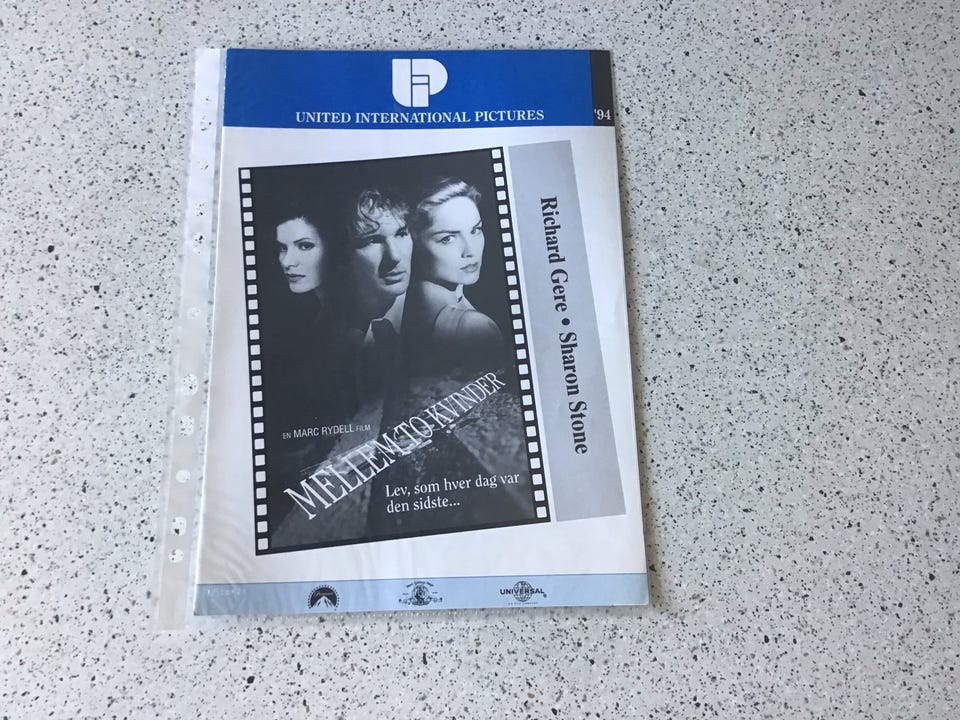 UIP
UNITED INTERNATIONAL PICTURES
'94
Richard Gere • Sharon Stone
EN MARC RYDELL FILM
MELLEM TO KVINDER
Lev, som hver dag var
den sidste...
UNIVERSAL